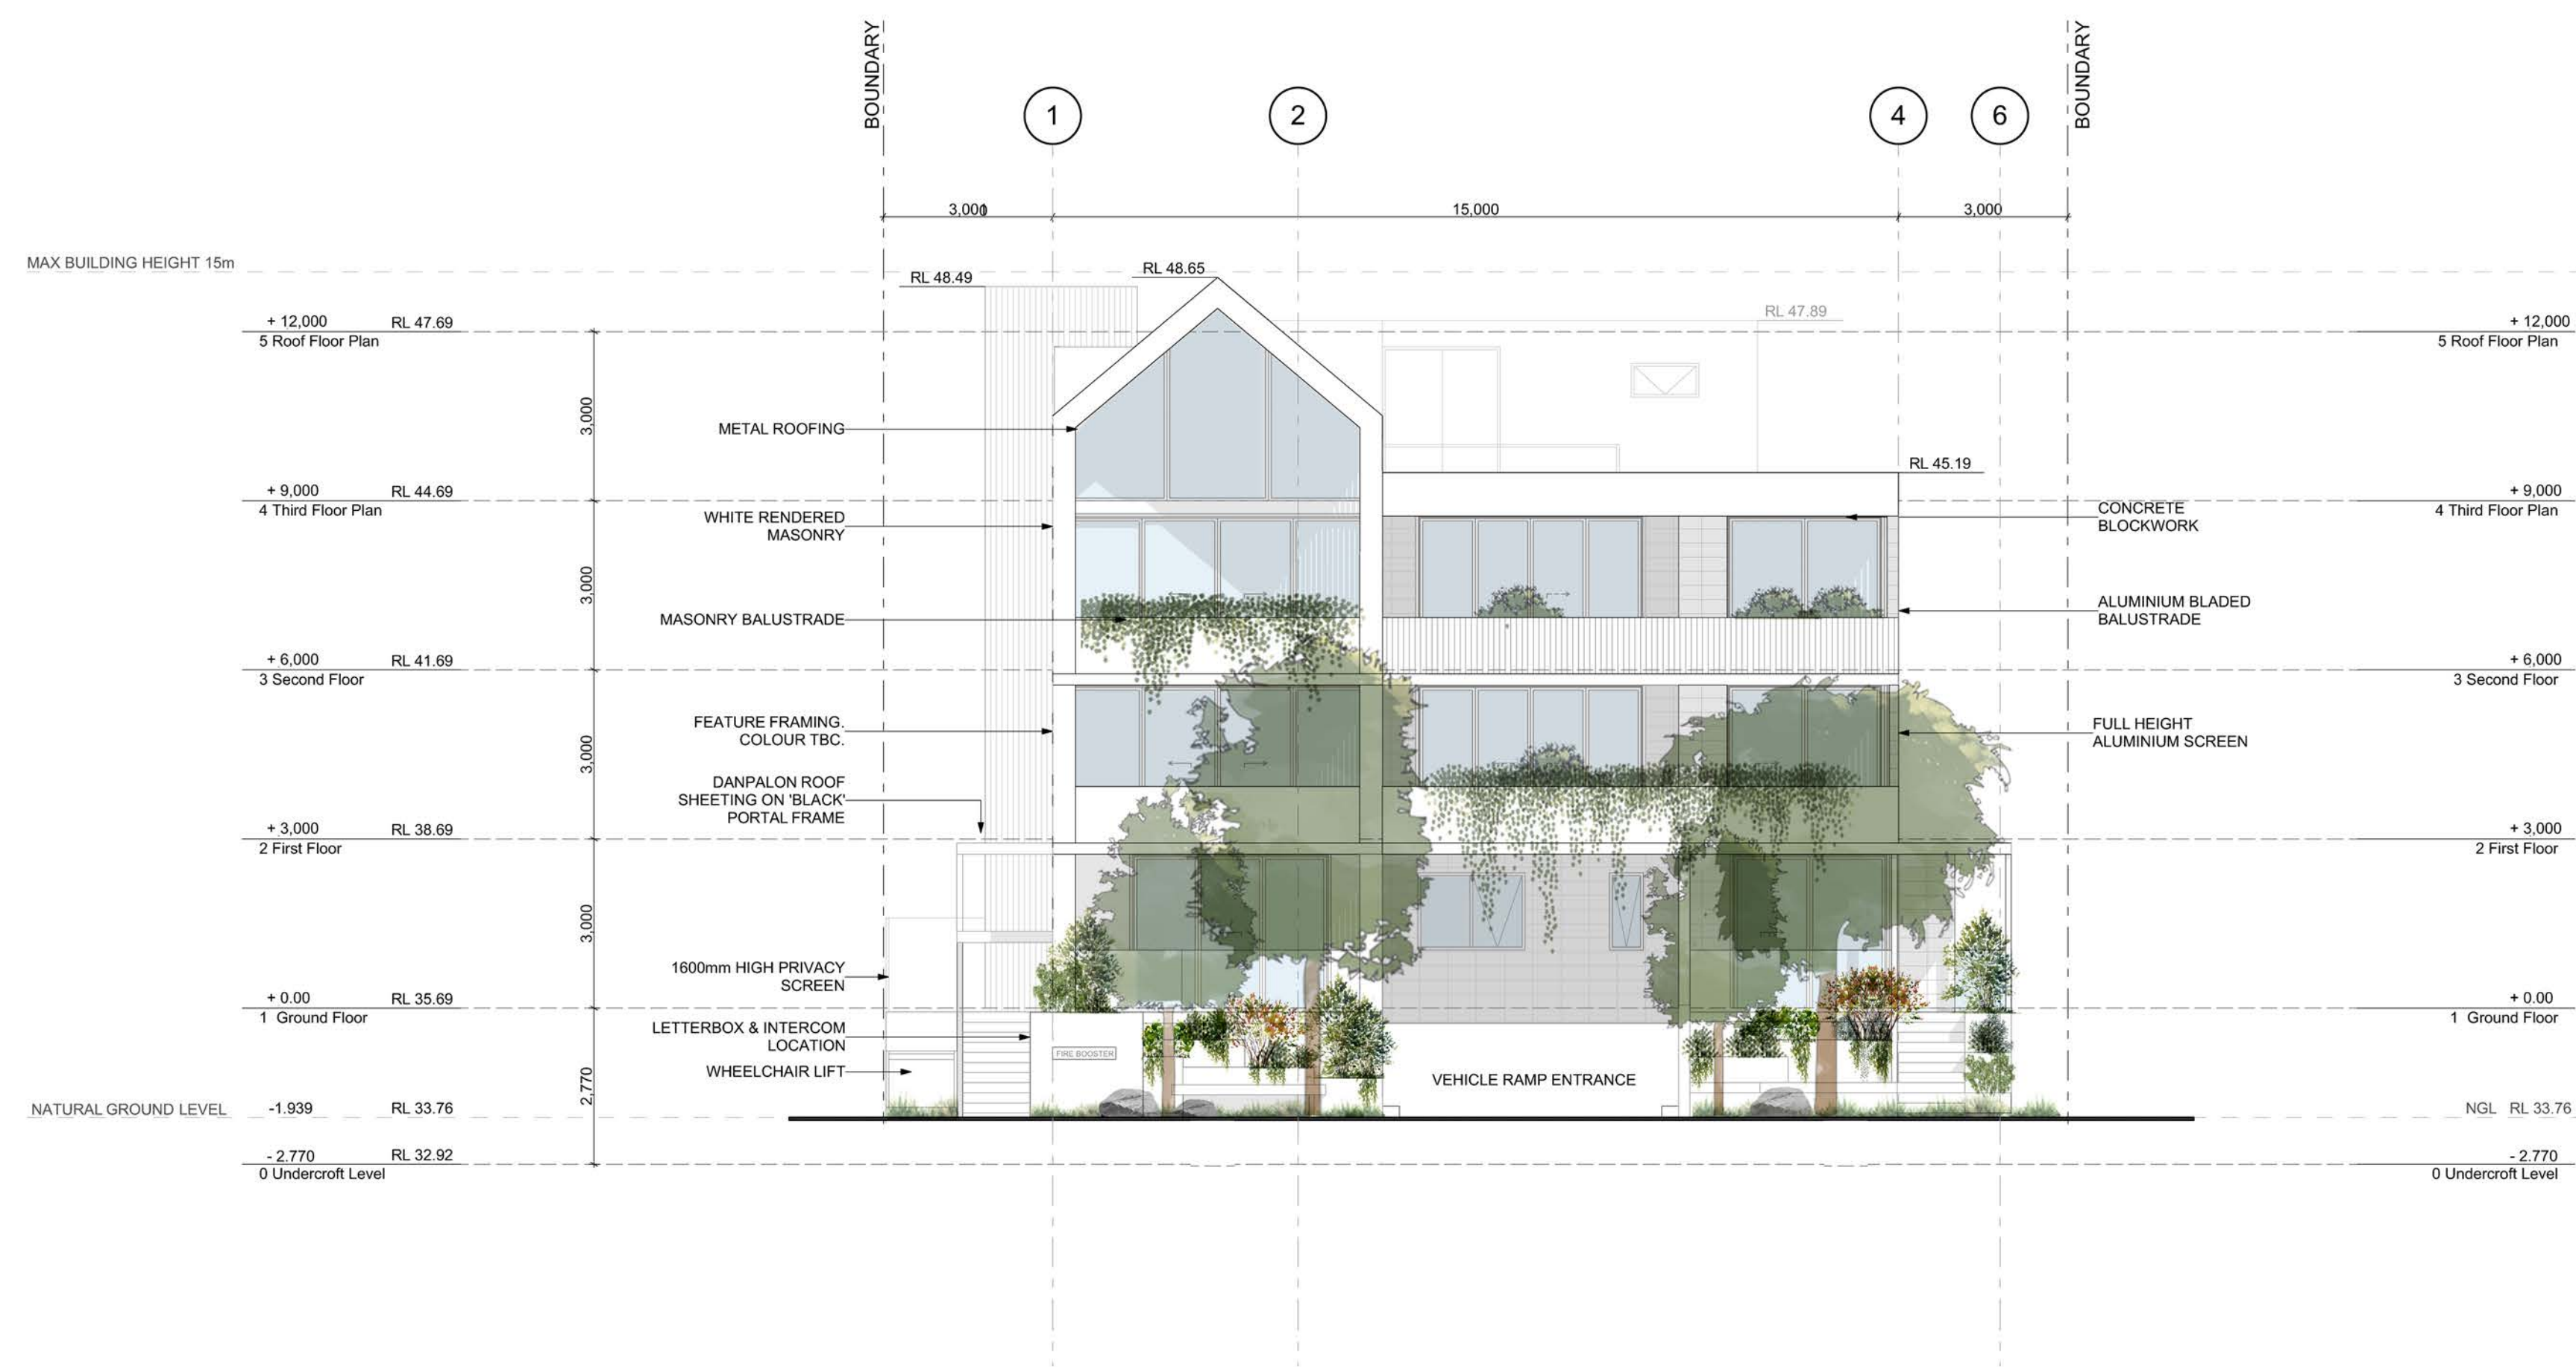 BOUNDARY
BOUNDARY
1
2
4
6
3,000
15,000
3,000
MAX BUILDING HEIGHT 15m
RL 48.49
RL 48.65
RL 47.89
+ 12,000 RL 47.69
5 Roof Floor Plan
+ 12,000
5 Roof Floor Plan
3,000
METAL ROOFING
RL 45.19
+ 9,000 RL 44.69
4 Third Floor Plan
+ 9,000
4 Third Floor Plan
WHITE RENDERED
MASONRY
CONCRETE
BLOCKWORK
3,000
MASONRY BALUSTRADE
ALUMINIUM BLADED
BALUSTRADE
+ 6,000 RL 41.69
3 Second Floor
+ 6,000
3 Second Floor
FEATURE FRAMING.
COLOUR TBC.
FULL HEIGHT
ALUMINIUM SCREEN
3,000
DANPALON ROOF
SHEETING ON 'BLACK'
PORTAL FRAME
+ 3,000 RL 38.69
2 First Floor
+ 3,000
2 First Floor
3,000
1600mm HIGH PRIVACY
SCREEN
+ 0.00 RL 35.69
1 Ground Floor
+ 0.00
1 Ground Floor
LETTERBOX & INTERCOM
LOCATION
FIRE BOOSTER
WHEELCHAIR LIFT
VEHICLE RAMP ENTRANCE
2,770
NATURAL GROUND LEVEL -1.939 RL 33.76
NGL RL 33.76
- 2.770 RL 32.92
0 Undercroft Level
- 2.770
0 Undercroft Level